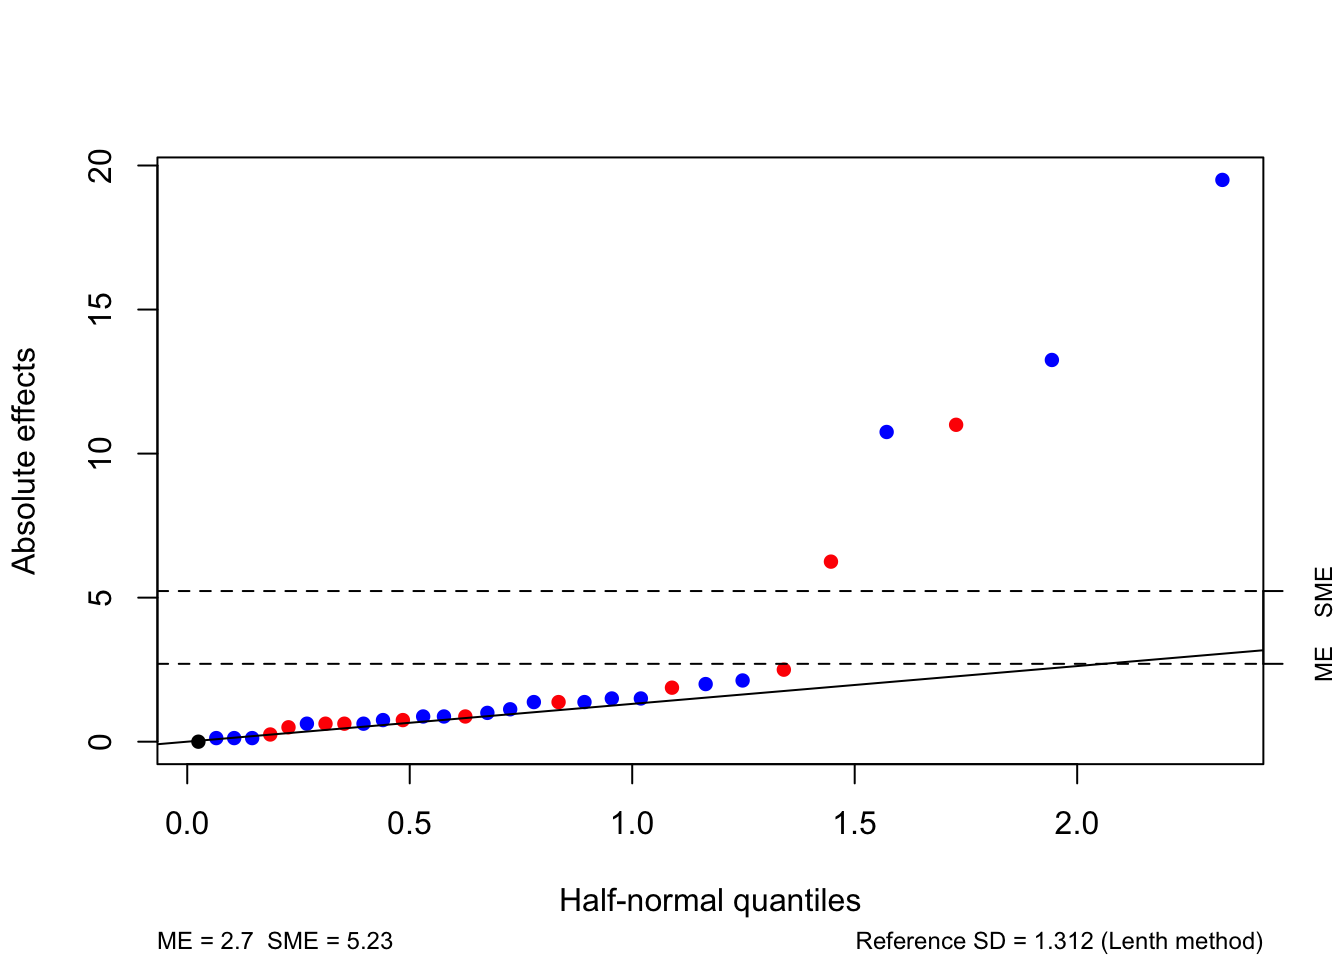 Absolute effects
20
15
10
5
0
SME
ME
0.0 0.5 1.0 1.5 2.0
Half-normal quantiles
ME = 2.7  SME = 5.23
Reference SD = 1.312 (Lenth method)